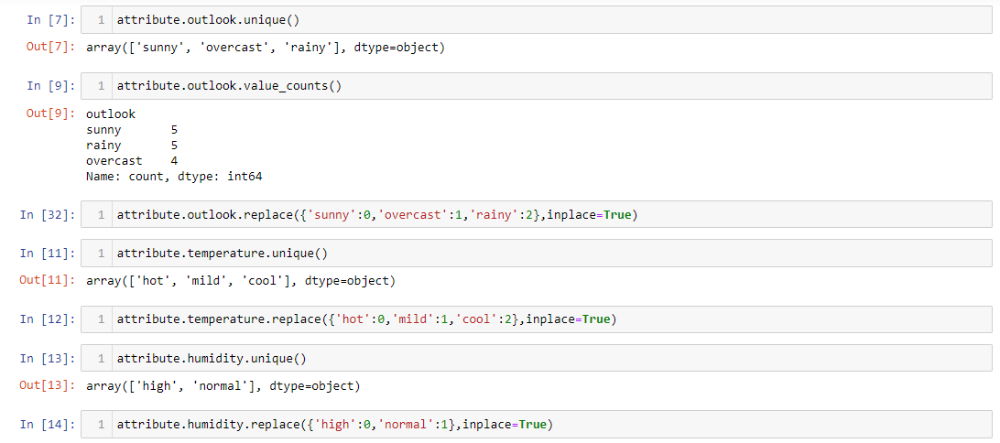 In [7]: 1 attribute.outlook.unique()
Out[7]: array(['sunny', 'overcast', 'rainy'], dtype=object)
In [9]: 1 attribute.outlook.value_counts()
Out[9]: outlook
sunny       5
rainy       5
overcast    4
Name: count, dtype: int64
In [32]: 1 attribute.outlook.replace({'sunny':0,'overcast':1,'rainy':2},inplace=True)
In [11]: 1 attribute.temperature.unique()
Out[11]: array(['hot', 'mild', 'cool'], dtype=object)
In [12]: 1 attribute.temperature.replace({'hot':0,'mild':1,'cool':2},inplace=True)
In [13]: 1 attribute.humidity.unique()
Out[13]: array(['high', 'normal'], dtype=object)
In [14]: 1 attribute.humidity.replace({'high':0,'normal':1},inplace=True)